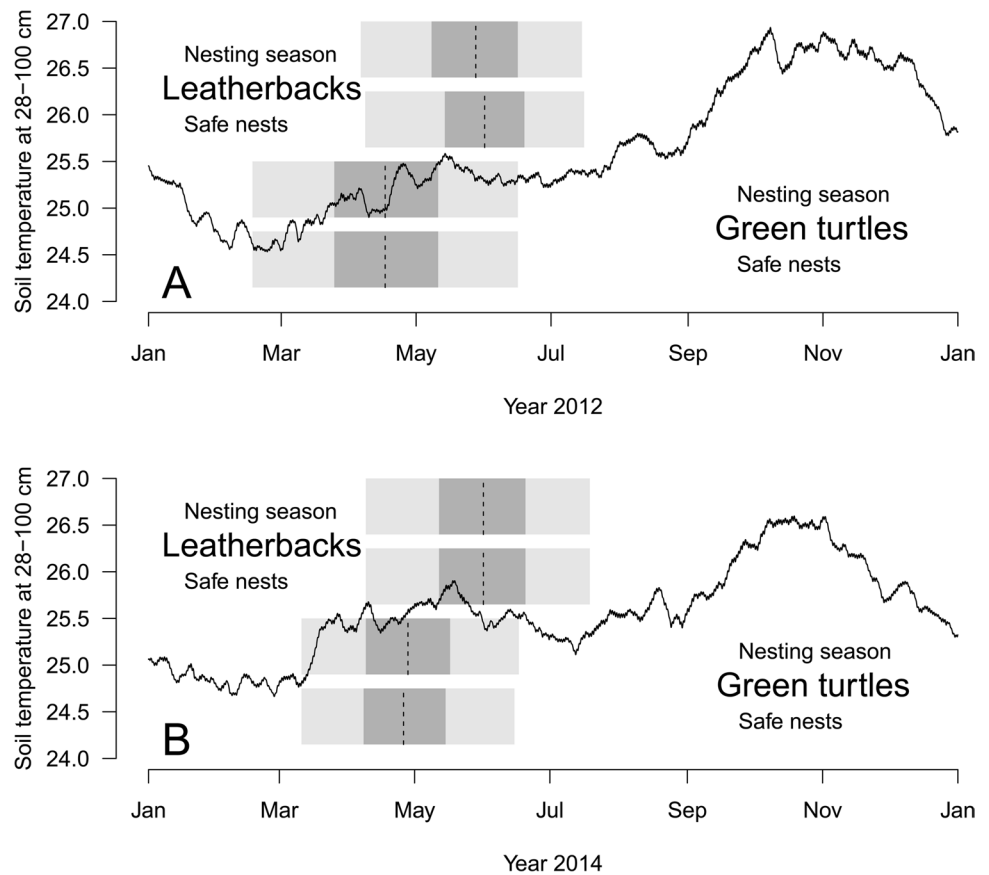 Soil temperature at 28−100 cm
27.0
26.5
26.0
25.5
25.0
24.5
24.0
Nesting season
Leatherbacks
Safe nests
Nesting season
Green turtles
Safe nests
A
Jan Mar May Jul Sep Nov Jan
Year 2012
Soil temperature at 28−100 cm
27.0
26.5
26.0
25.5
25.0
24.5
24.0
Nesting season
Leatherbacks
Safe nests
Nesting season
Green turtles
Safe nests
B
Jan Mar May Jul Sep Nov Jan
Year 2014